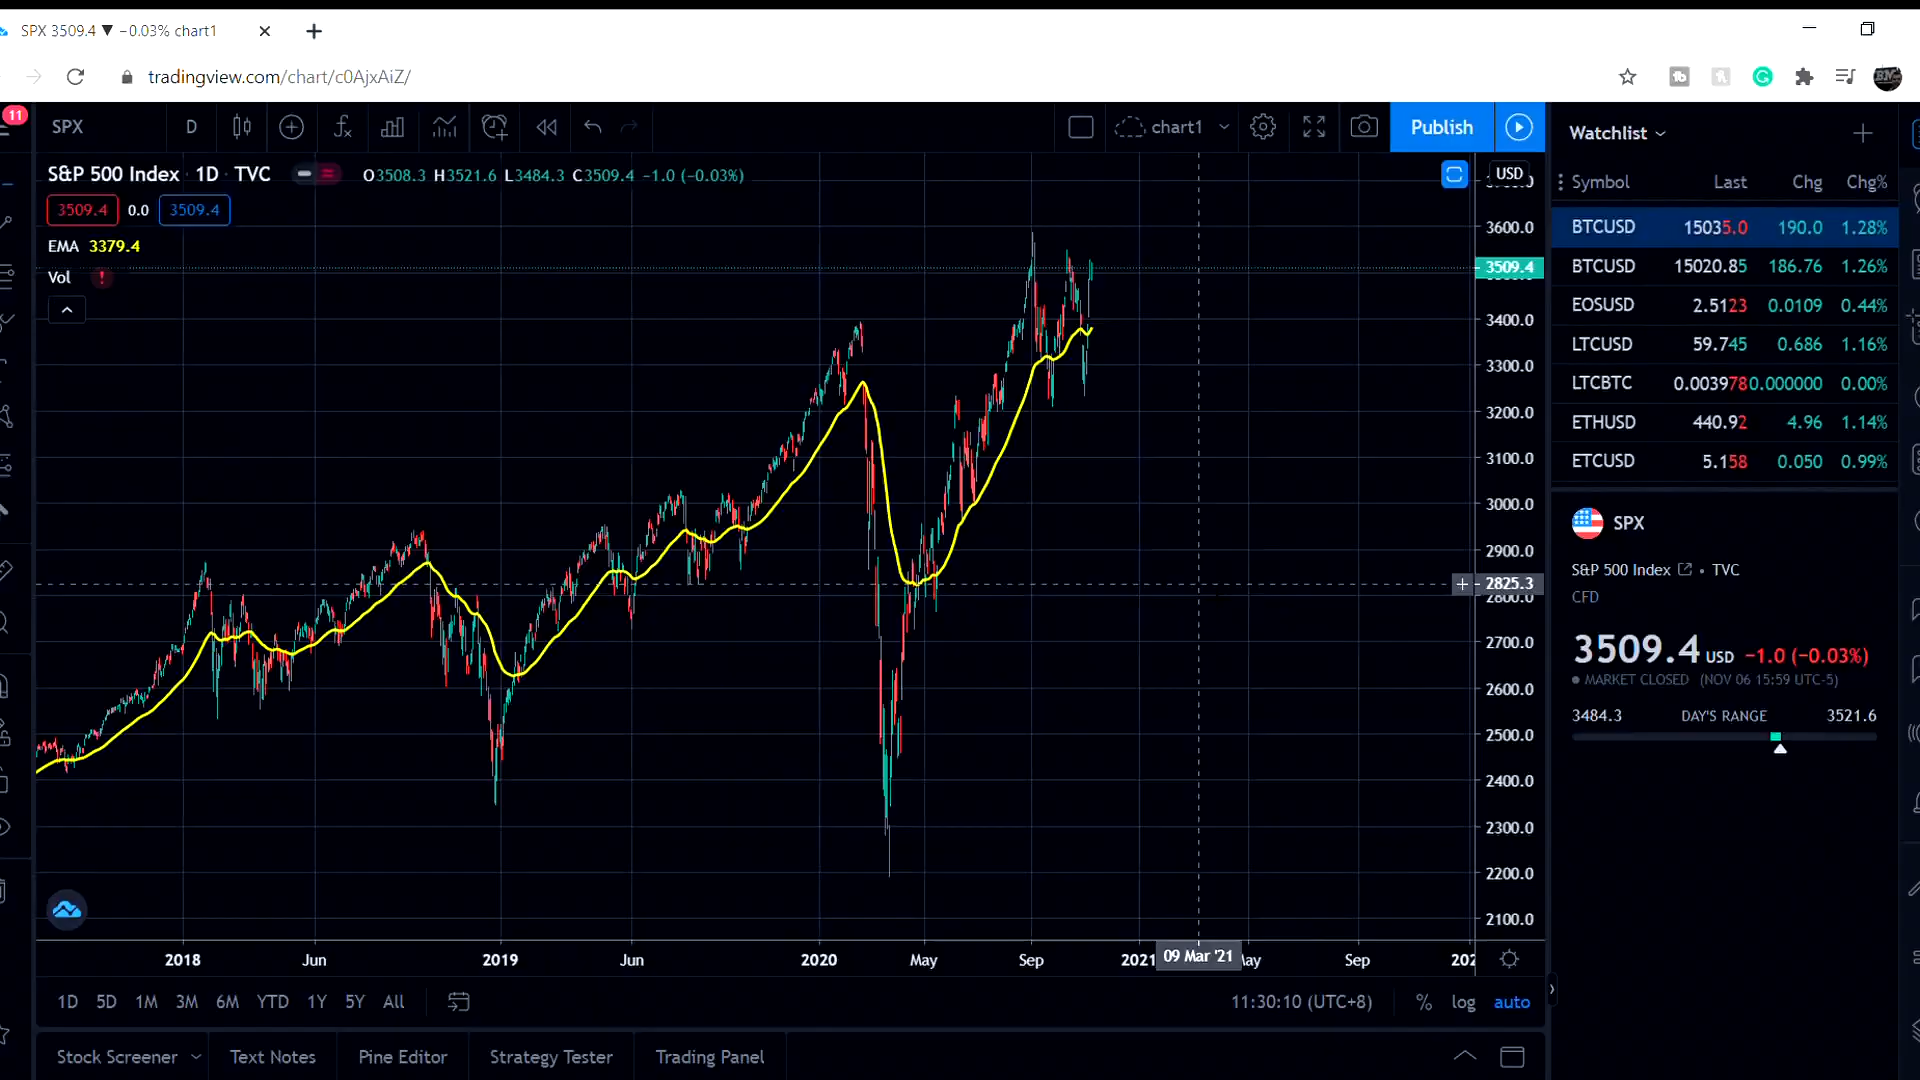 SPX 3509.4 ▼ −0.03% chart1
tradingview.com/chart/c0AjxAiZ/
11
SPX D chart1 Publish
S&P 500 Index · 1D · TVC O3508.3 H3521.6 L3484.3 C3509.4 −1.0 (−0.03%)
3509.4 0.0 3509.4
EMA 3379.4
Vol !
USD
3600.0
3509.4
3400.0
3300.0
3200.0
3100.0
3000.0
2900.0
2825.3
2800.0
2700.0
2600.0
2500.0
2400.0
2300.0
2200.0
2100.0
2018 Jun 2019 Jun 2020 May Sep 2021 09 Mar '21 Sep
1D 5D 1M 3M 6M YTD 1Y 5Y All 11:30:10 (UTC+8) % log auto
Stock Screener Text Notes Pine Editor Strategy Tester Trading Panel
Watchlist
Symbol Last Chg Chg%
BTCUSD 15035.0 190.0 1.28%
BTCUSD 15020.85 186.76 1.26%
EOSUSD 2.5123 0.0109 0.44%
LTCUSD 59.745 0.686 1.16%
LTCBTC 0.003978 0.000000 0.00%
ETHUSD 440.92 4.96 1.14%
ETCUSD 5.158 0.050 0.99%
SPX
S&P 500 Index • TVC
CFD
3509.4 USD −1.0 (−0.03%)
MARKET CLOSED (NOV 06 15:59 UTC-5)
3484.3 DAY'S RANGE 3521.6